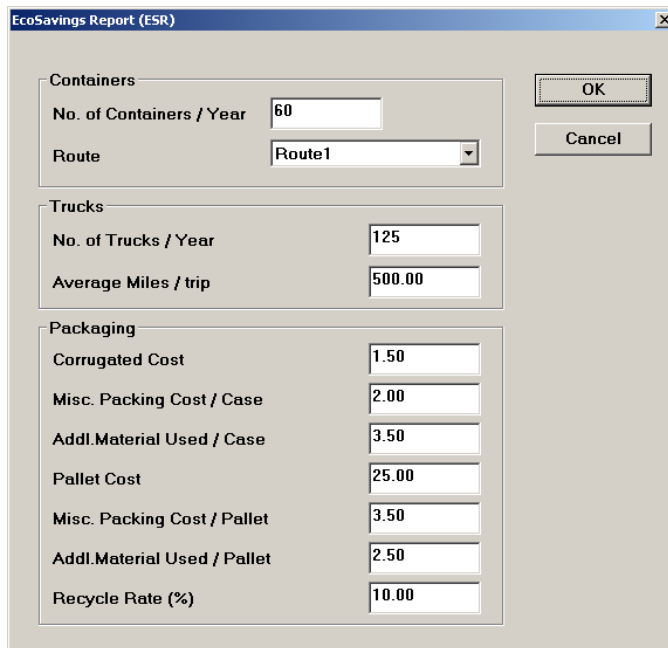 EcoSavings Report (ESR)
Containers
No. of Containers / Year 60
Route Route1
OK
Cancel
Trucks
No. of Trucks / Year 125
Average Miles / trip 500.00
Packaging
Corrugated Cost 1.50
Misc. Packing Cost / Case 2.00
Addl.Material Used / Case 3.50
Pallet Cost 25.00
Misc. Packing Cost / Pallet 3.50
Addl.Material Used / Pallet 2.50
Recycle Rate (%) 10.00